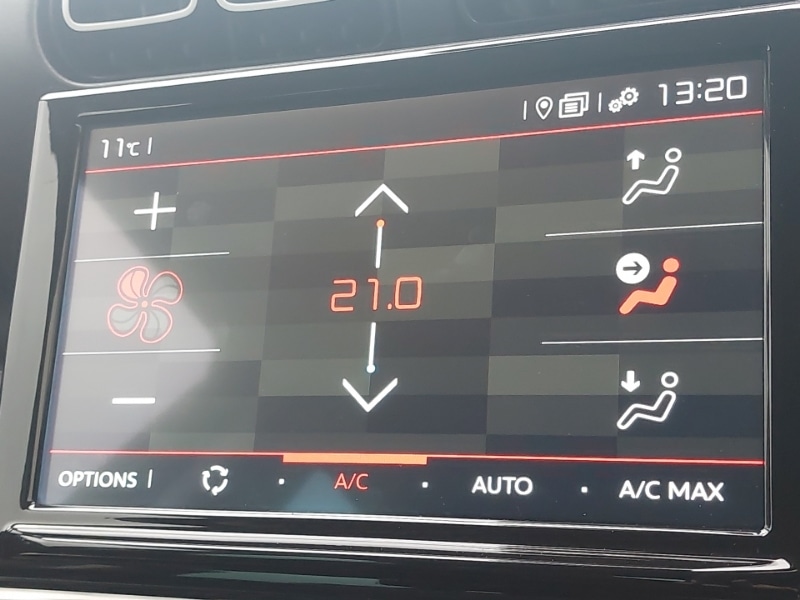 13:20
11°C
21.0
OPTIONS A/C AUTO A/C MAX